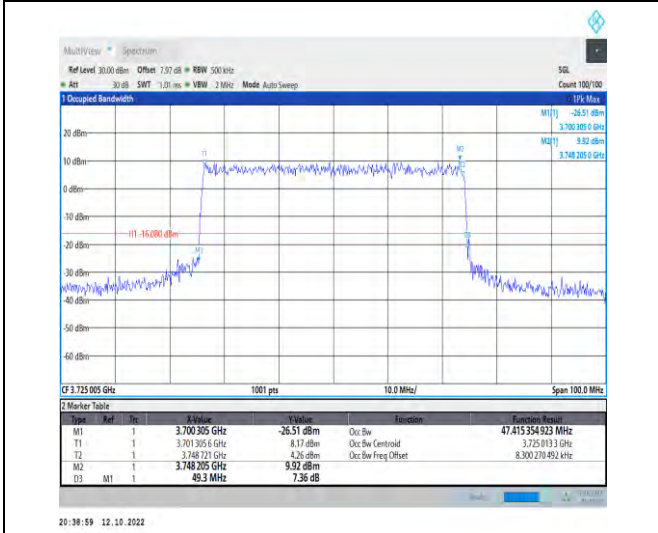 MultiView Spectrum
Ref Level 30.00 dBm Offset 7.97 dB RBW 500 kHz SGL
Att 30 dB SWT 1.01 ms VBW 2 MHz Mode Auto Sweep Count 100/100
1 Occupied Bandwidth 1Pk Max
M1[1] -26.51 dBm
3.700 305 0 GHz
M2[1] 9.92 dBm
3.748 205 0 GHz
20 dBm
10 dBm
0 dBm
-10 dBm
H1 -16.080 dBm
-20 dBm
-30 dBm
-40 dBm
-50 dBm
-60 dBm
T1
M2
T2
M1
D3
CF 3.725 005 GHz 1001 pts 10.0 MHz/ Span 100.0 MHz
2 Marker Table
Type Ref Trc X-Value Y-Value Function Function Result
M1 1 3.700 305 GHz -26.51 dBm Occ Bw 47.415 354 923 MHz
T1 1 3.701 305 6 GHz 8.17 dBm Occ Bw Centroid 3.725 013 3 GHz
T2 1 3.748 721 GHz 4.26 dBm Occ Bw Freq Offset 8.300 270 492 kHz
M2 1 3.748 205 GHz 9.92 dBm
D3 M1 1 49.3 MHz 7.36 dB
20:38:59 12.10.2022